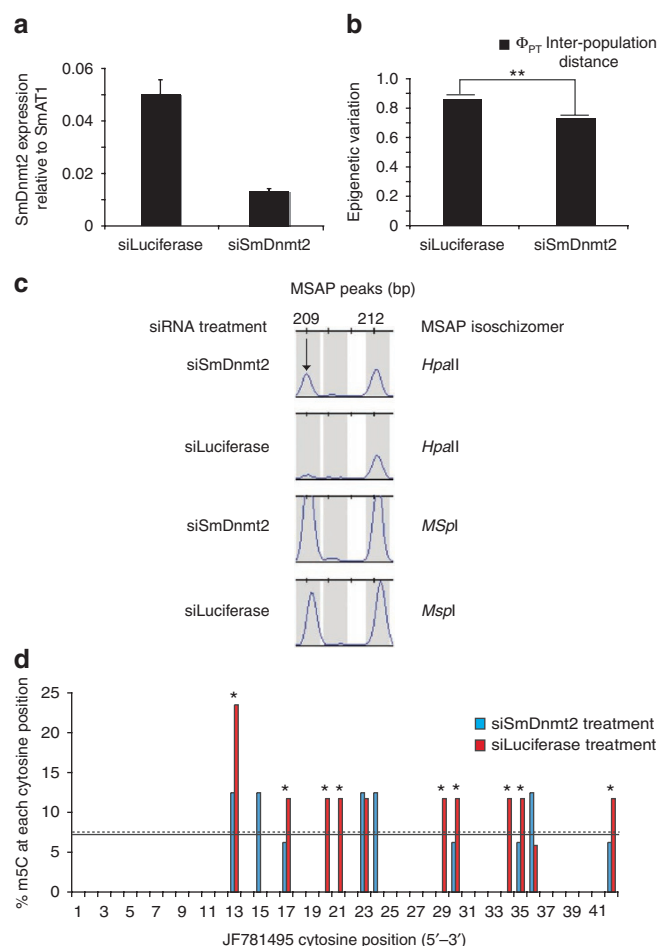 a
SmDnmt2 expression
relative to SmAT1
0.06
0.04
0.02
0
siLuciferase siSmDnmt2
b
ΦPT Inter-population
distance
Epigenetic variation
1.0
0.8
0.6
0.4
0.2
0
**
siLuciferase siSmDnmt2
c
MSAP peaks (bp)
siRNA treatment 209 212 MSAP isoschizomer
siSmDnmt2 HpaII
siLuciferase HpaII
siSmDnmt2 MSpI
siLuciferase MspI
d
% m5C at each cytosine position
25
20
15
10
5
0
siSmDnmt2 treatment
siLuciferase treatment
* * * * * * * * *
1 3 5 7 9 11 13 15 17 19 21 23 25 27 29 31 33 35 37 39 41
JF781495 cytosine position (5′–3′)